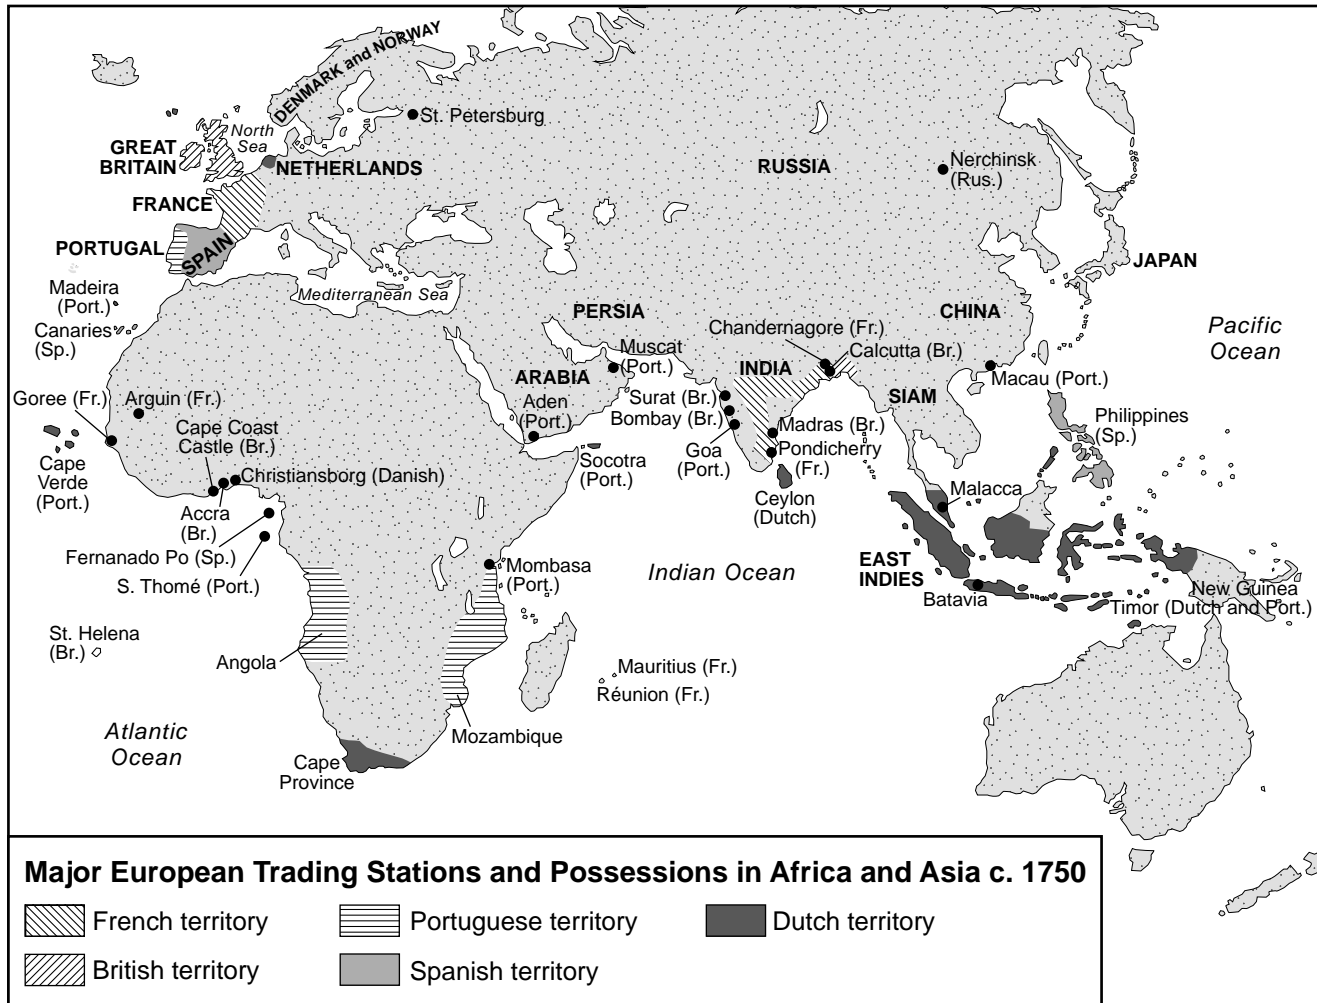 DENMARK and NORWAY
St. Petersburg
North
Sea
GREAT
BRITAIN
NETHERLANDS
RUSSIA
Nerchinsk
(Rus.)
FRANCE
PORTUGAL
SPAIN
JAPAN
Madeira
(Port.)
Mediterranean Sea
Canaries
(Sp.)
PERSIA
CHINA
Pacific
Ocean
Chandernagore (Fr.)
Calcutta (Br.)
Muscat
(Port.)
INDIA
ARABIA
Aden
(Port.)
Macau (Port.)
SIAM
Goree (Fr.)
Arguin (Fr.)
Surat (Br.)
Bombay (Br.)
Cape Coast
Castle (Br.)
Madras (Br.)
Pondicherry
(Fr.)
Goa
(Port.)
Philippines
(Sp.)
Cape
Verde
(Port.)
Christiansborg (Danish)
Socotra
(Port.)
Ceylon
(Dutch)
Malacca
Accra
(Br.)
Fernanado Po (Sp.)
S. Thomé (Port.)
Mombasa
(Port.)
Indian Ocean
EAST
INDIES
Batavia
New Guinea
Timor (Dutch and Port.)
St. Helena
(Br.)
Angola
Mauritius (Fr.)
Réunion (Fr.)
Atlantic
Ocean
Mozambique
Cape
Province
Major European Trading Stations and Possessions in Africa and Asia c. 1750
French territory
Portuguese territory
Dutch territory
British territory
Spanish territory